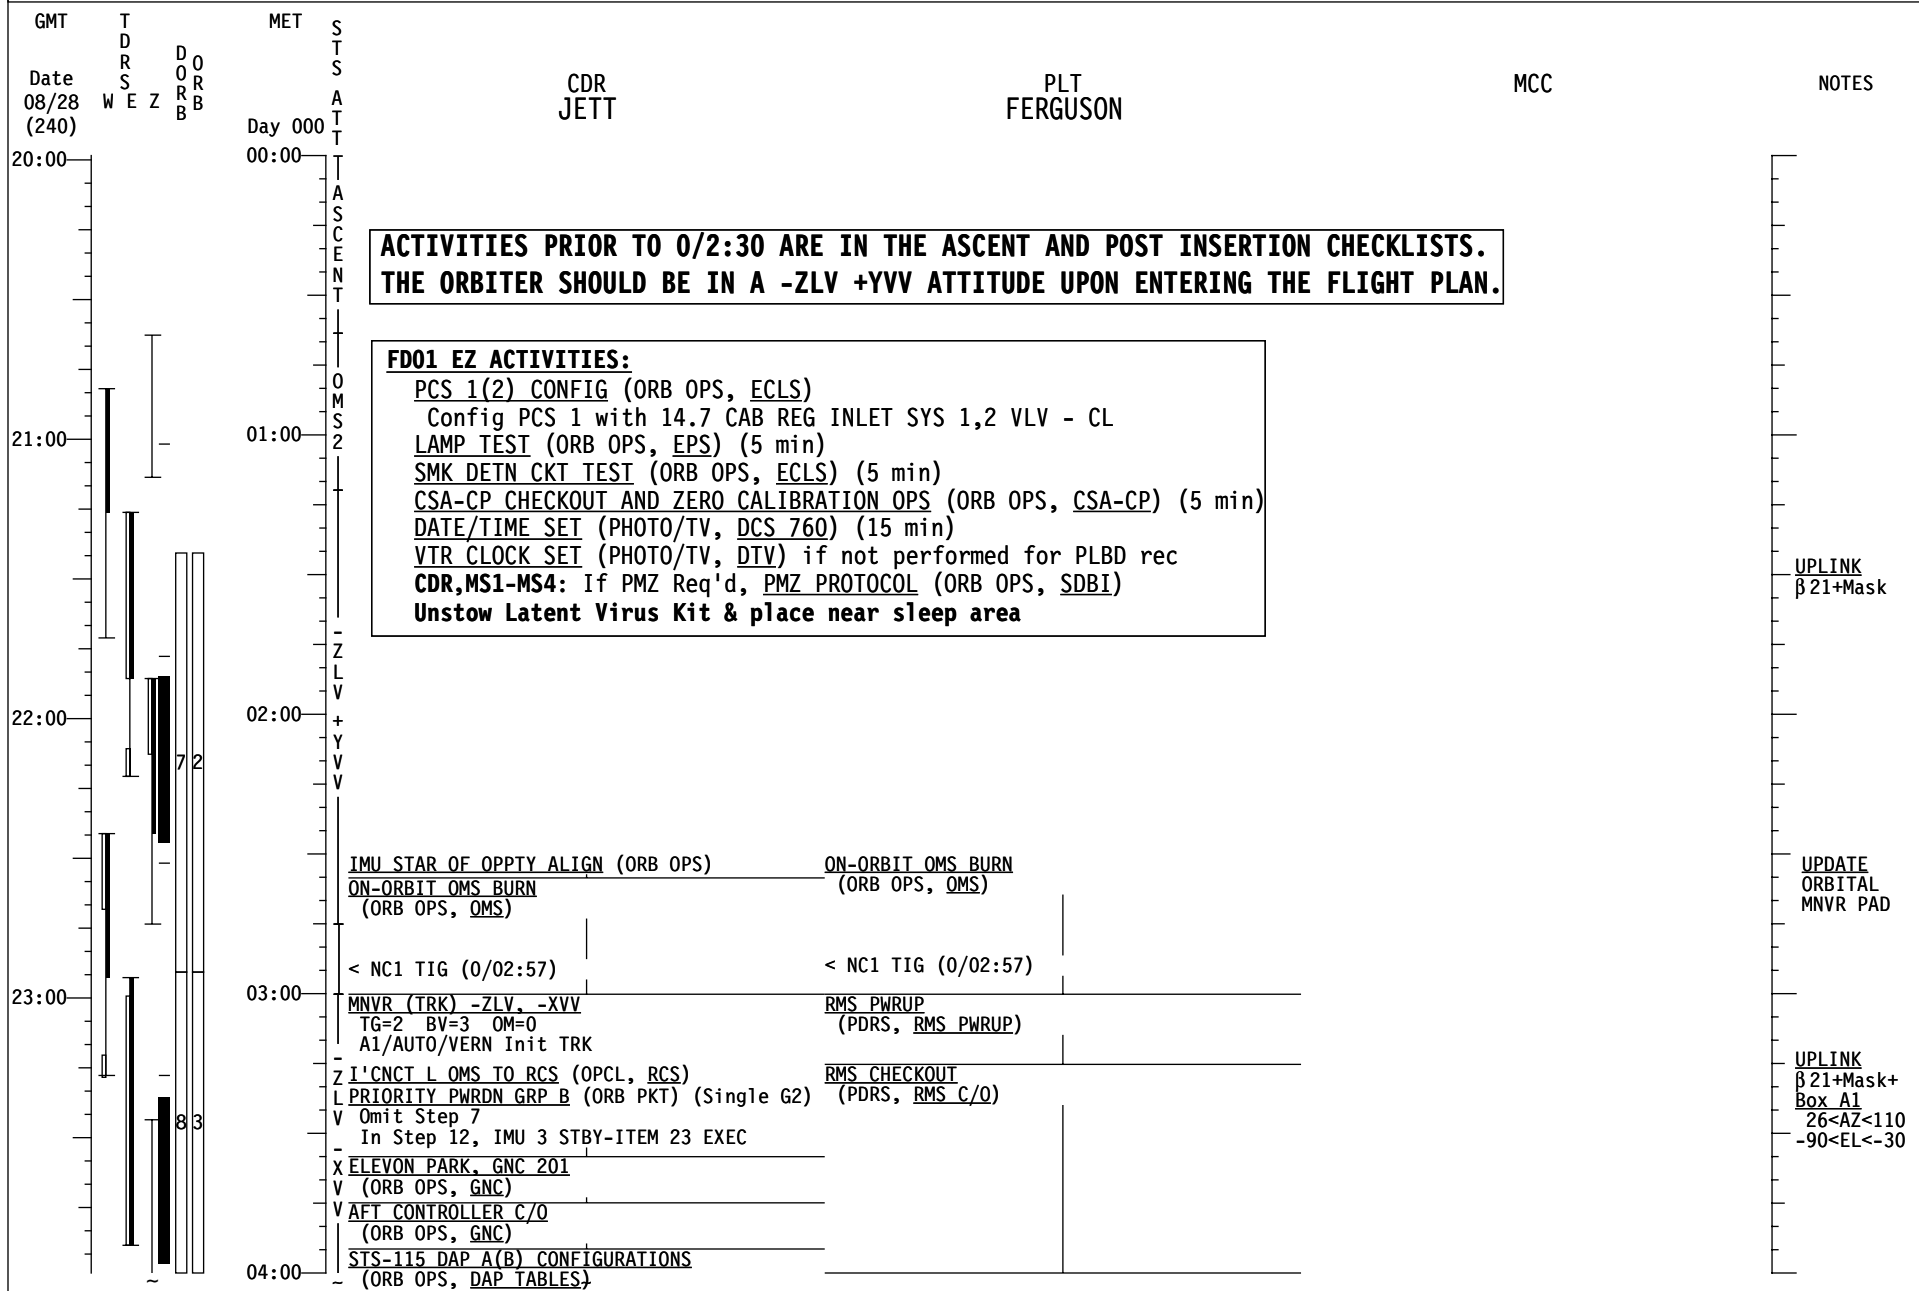 GMT
TDRS
MET
STS ATT
DORB
ORB
Date
08/28
(240)
W E Z
Day 000
CDR
JETT
PLT
FERGUSON
MCC
NOTES
20:00
00:00
ASCENT
ACTIVITIES PRIOR TO 0/2:30 ARE IN THE ASCENT AND POST INSERTION CHECKLISTS.
THE ORBITER SHOULD BE IN A -ZLV +YVV ATTITUDE UPON ENTERING THE FLIGHT PLAN.
FD01 EZ ACTIVITIES:
PCS 1(2) CONFIG (ORB OPS, ECLS)
Config PCS 1 with 14.7 CAB REG INLET SYS 1,2 VLV - CL
LAMP TEST (ORB OPS, EPS) (5 min)
SMK DETN CKT TEST (ORB OPS, ECLS) (5 min)
CSA-CP CHECKOUT AND ZERO CALIBRATION OPS (ORB OPS, CSA-CP) (5 min)
DATE/TIME SET (PHOTO/TV, DCS 760) (15 min)
VTR CLOCK SET (PHOTO/TV, DTV) if not performed for PLBD rec
CDR,MS1-MS4: If PMZ Req'd, PMZ PROTOCOL (ORB OPS, SDBI)
Unstow Latent Virus Kit & place near sleep area
OMS2
21:00
01:00
UPLINK
β21+Mask
-ZLV +YVV
22:00
02:00
7 2
IMU STAR OF OPPTY ALIGN (ORB OPS)
ON-ORBIT OMS BURN
(ORB OPS, OMS)
< NC1 TIG (0/02:57)
ON-ORBIT OMS BURN
(ORB OPS, OMS)
< NC1 TIG (0/02:57)
UPDATE
ORBITAL
MNVR PAD
23:00
03:00
MNVR (TRK) -ZLV, -XVV
TG=2 BV=3 OM=0
A1/AUTO/VERN Init TRK
I'CNCT L OMS TO RCS (OPCL, RCS)
PRIORITY PWRDN GRP B (ORB PKT) (Single G2)
Omit Step 7
In Step 12, IMU 3 STBY-ITEM 23 EXEC
ELEVON PARK, GNC 201
(ORB OPS, GNC)
AFT CONTROLLER C/O
(ORB OPS, GNC)
STS-115 DAP A(B) CONFIGURATIONS
(ORB OPS, DAP TABLES)
RMS PWRUP
(PDRS, RMS PWRUP)
RMS CHECKOUT
(PDRS, RMS C/O)
-ZLV -XVV
8 3
UPLINK
β21+Mask+
Box A1
26<AZ<110
-90<EL<-30
~
04:00
~